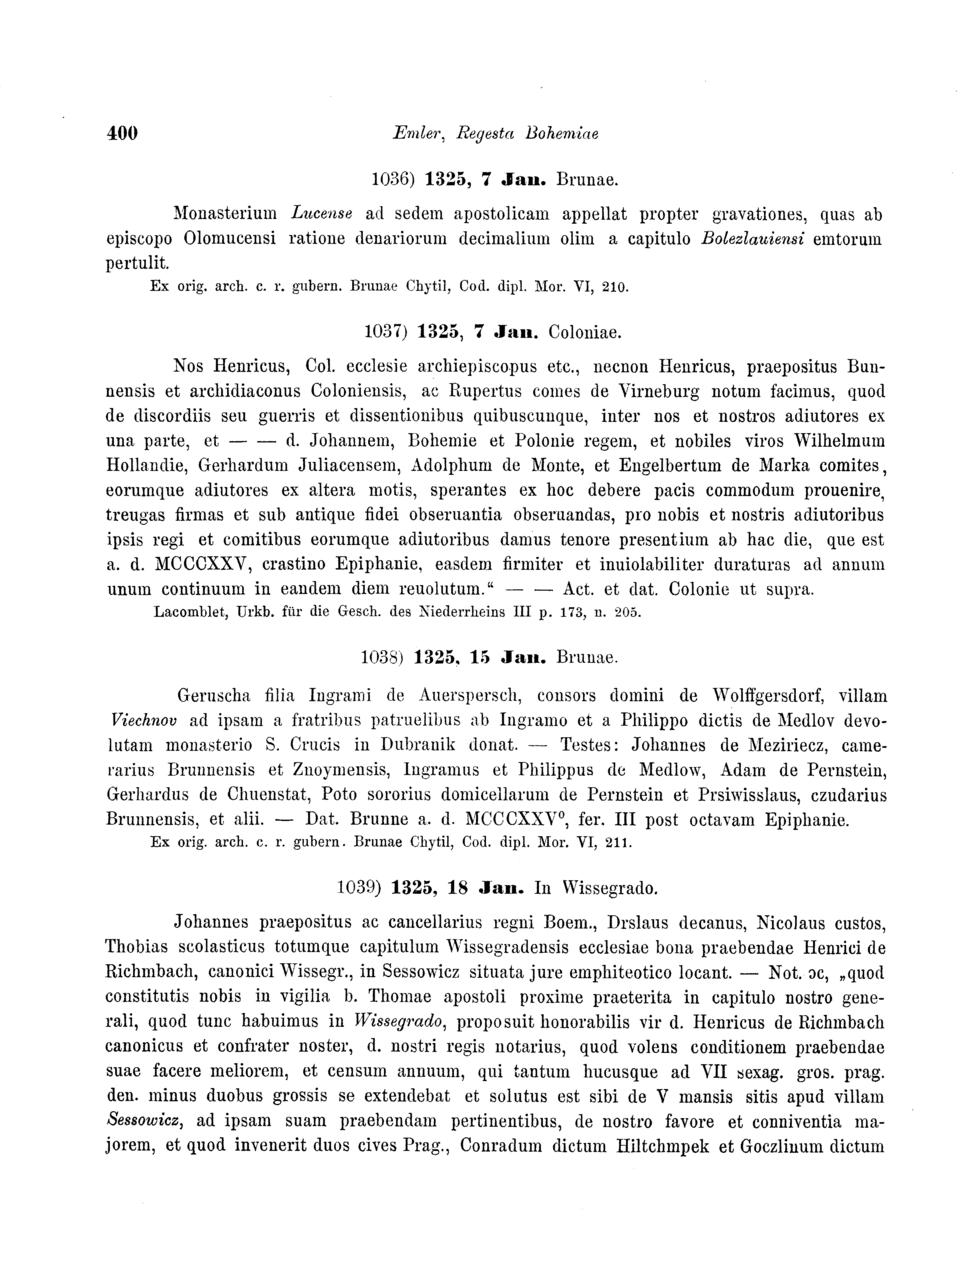 400 Emler, Regesta Bohemiae
1036) 1325, 7 Jan. Brunae.
Monasterium Lucense ad sedem apostolicam appellat propter gravationes, quas ab
episcopo Olomucensi ratione denariorum decimalium olim a capitulo Bolezlauiensi emtorum
pertulit.
Ex orig. arch. c. r. gubern. Brunae Chytil, Cod. dipl. Mor. VI, 210.
1037) 1325, 7 Jan. Coloniae.
Nos Henricus, Col. ecclesie archiepiscopus etc., necnon Henricus, praepositus Bun-
nensis et archidiaconus Coloniensis, ac Rupertus comes de Virneburg notum facimus, quod
de discordiis seu guerris et dissentionibus quibuscunque, inter nos et nostros adiutores ex
una parte, et — — d. Johannem, Bohemie et Polonie regem, et nobiles viros Wilhelmum
Hollandie, Gerhardum Juliacensem, Adolphum de Monte, et Engelbertum de Marka comites,
eorumque adiutores ex altera motis, sperantes ex hoc debere pacis commodum prouenire,
treugas firmas et sub antique fidei obseruantia obseruandas, pro nobis et nostris adiutoribus
ipsis regi et comitibus eorumque adiutoribus damus tenore presentium ab hac die, que est
a. d. MCCCXXV, crastino Epiphanie, easdem firmiter et inuiolabiliter duraturas ad annum
unum continuum in eandem diem reuolutum.“ — — Act. et dat. Colonie ut supra.
Lacomblet, Urkb. für die Gesch. des Niederrheins III p. 173, n. 205.
1038) 1325, 15 Jan. Brunae.
Geruscha filia Ingrami de Auerspersch, consors domini de Wolffgersdorf, villam
Viechnov ad ipsam a fratribus patruelibus ab Ingramo et a Philippo dictis de Medlov devo-
lutam monasterio S. Crucis in Dubranik donat. — Testes: Johannes de Meziriecz, came-
rarius Brunnensis et Znoymensis, Ingramus et Philippus de Medlow, Adam de Pernstein,
Gerhardus de Chuenstat, Poto sororius domicellarum de Pernstein et Prsiwisslaus, czudarius
Brunnensis, et alii. — Dat. Brunne a. d. MCCCXXV⁰, fer. III post octavam Epiphanie.
Ex orig. arch. c. r. gubern. Brunae Chytil, Cod. dipl. Mor. VI, 211.
1039) 1325, 18 Jan. In Wissegrado.
Johannes praepositus ac cancellarius regni Boem., Drslaus decanus, Nicolaus custos,
Thobias scolasticus totumque capitulum Wissegradensis ecclesiae bona praebendae Henrici de
Richmbach, canonici Wissegr., in Sessowicz situata jure emphiteotico locant. — Not. ɔc, „quod
constitutis nobis in vigilia b. Thomae apostoli proxime praeterita in capitulo nostro gene-
rali, quod tunc habuimus in Wissegrado, proposuit honorabilis vir d. Henricus de Richmbach
canonicus et confrater noster, d. nostri regis notarius, quod volens conditionem praebendae
suae facere meliorem, et censum annuum, qui tantum hucusque ad VII sexag. gros. prag.
den. minus duobus grossis se extendebat et solutus est sibi de V mansis sitis apud villam
Sessowicz, ad ipsam suam praebendam pertinentibus, de nostro favore et conniventia ma-
jorem, et quod invenerit duos cives Prag., Conradum dictum Hiltchmpek et Goczlinum dictum